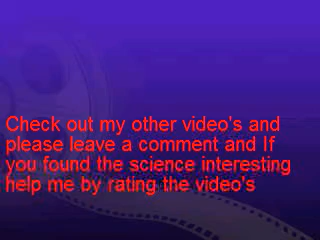 Check out my other video's and
please leave a comment and If
you found the science interesting
help me by rating the video's